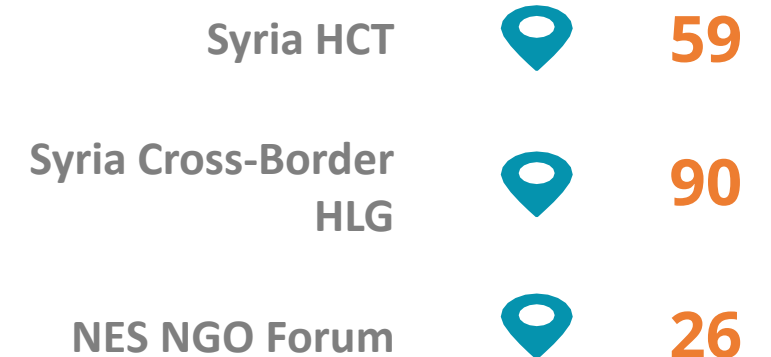 Syria HCT 59
Syria Cross-Border
HLG 90
NES NGO Forum 26